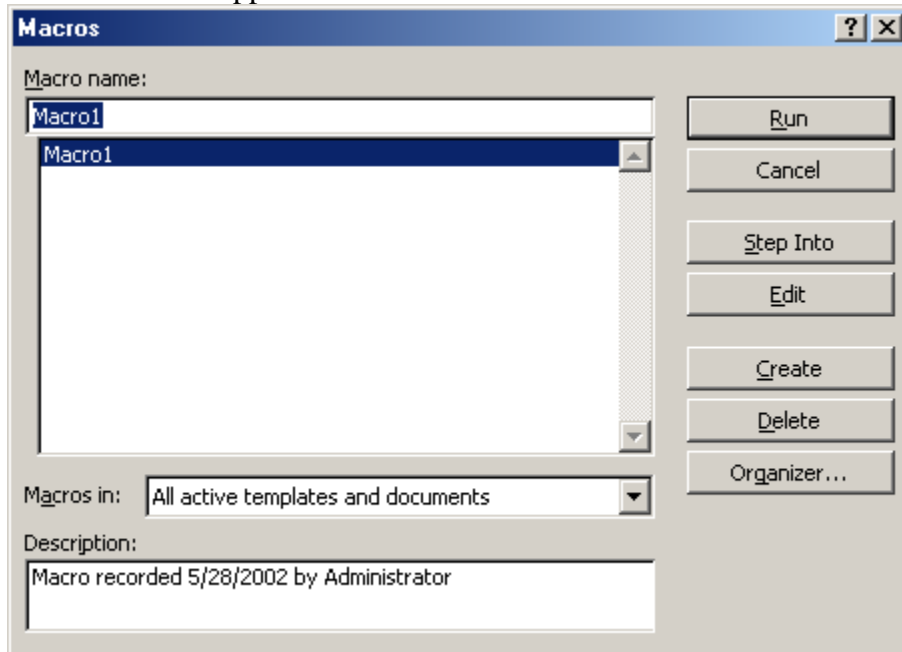 appe
Macros
Macro name:
Macro1
Macro1
Run
Cancel
Step Into
Edit
Create
Delete
Organizer...
Macros in: All active templates and documents
Description:
Macro recorded 5/28/2002 by Administrator